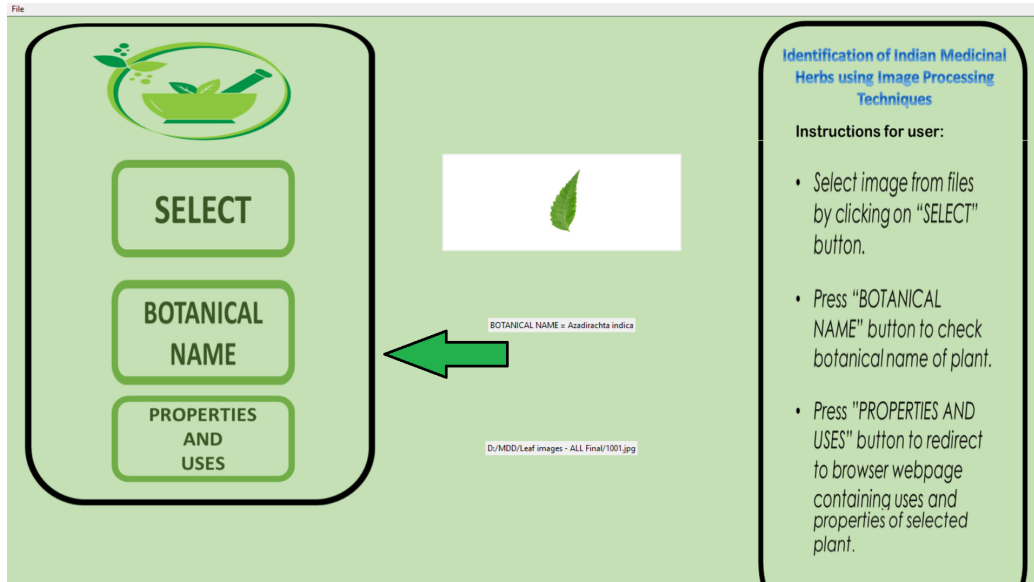 File
SELECT
BOTANICAL
NAME
PROPERTIES
AND
USES
BOTANICAL NAME = Azadirachta indica
D:/MDD/Leaf images - ALL Final/1001.jpg
Identification of Indian Medicinal
Herbs using Image Processing
Techniques
Instructions for user:
• Select image from files
by clicking on “SELECT”
button.
• Press “BOTANICAL
NAME” button to check
botanical name of plant.
• Press "PROPERTIES AND
USES” button to redirect
to browser webpage
containing uses and
properties of selected
plant.